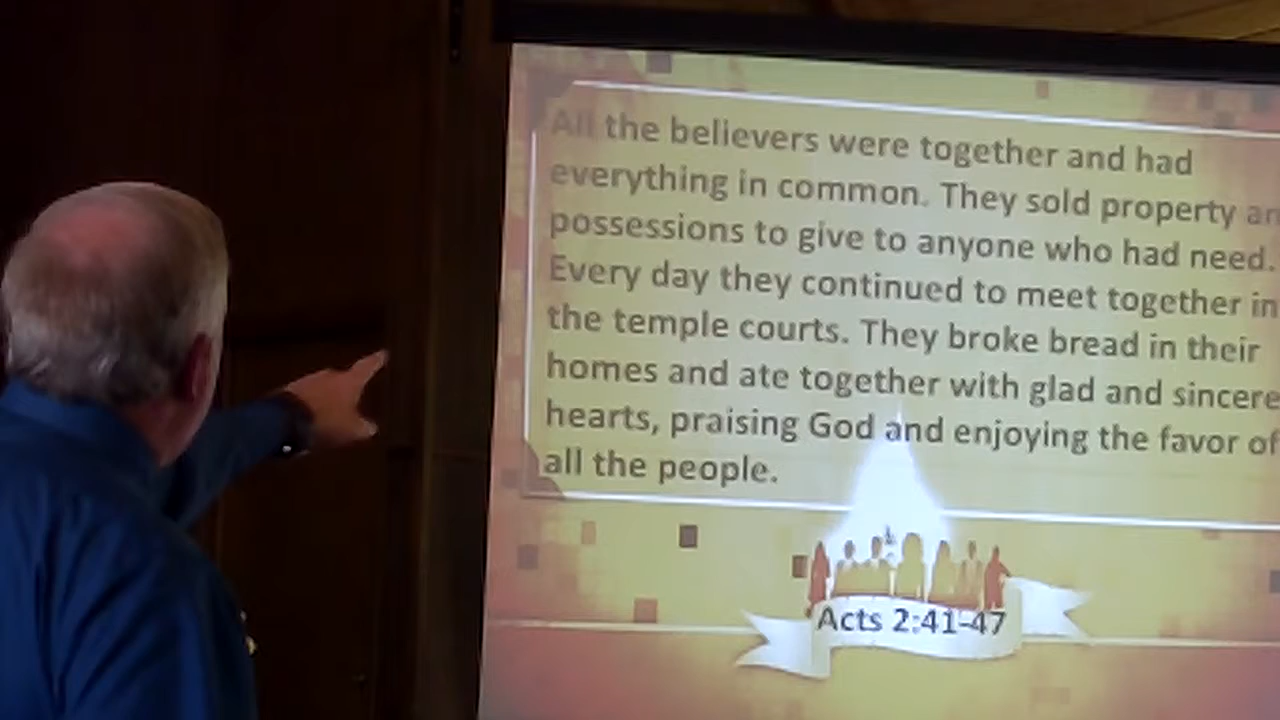 All the believers were together and had
everything in common. They sold property an
possessions to give to anyone who had need.
Every day they continued to meet together in
the temple courts. They broke bread in their
homes and ate together with glad and sincere
hearts, praising God and enjoying the favor of
all the people.
Acts 2:41-47